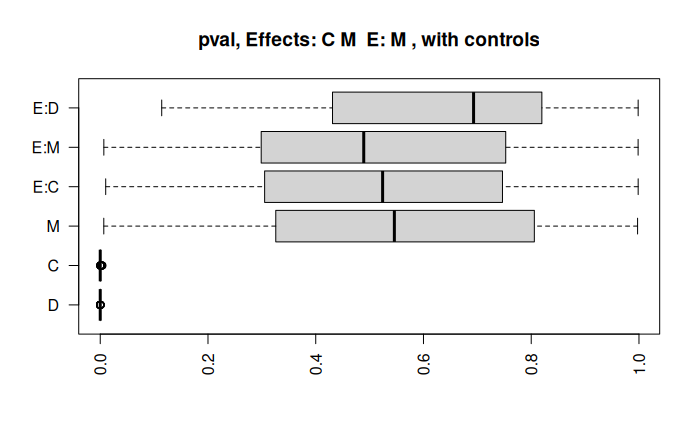 pval, Effects: C M  E: M , with controls
E:D
E:M
E:C
M
C
D
0.0
0.2
0.4
0.6
0.8
1.0